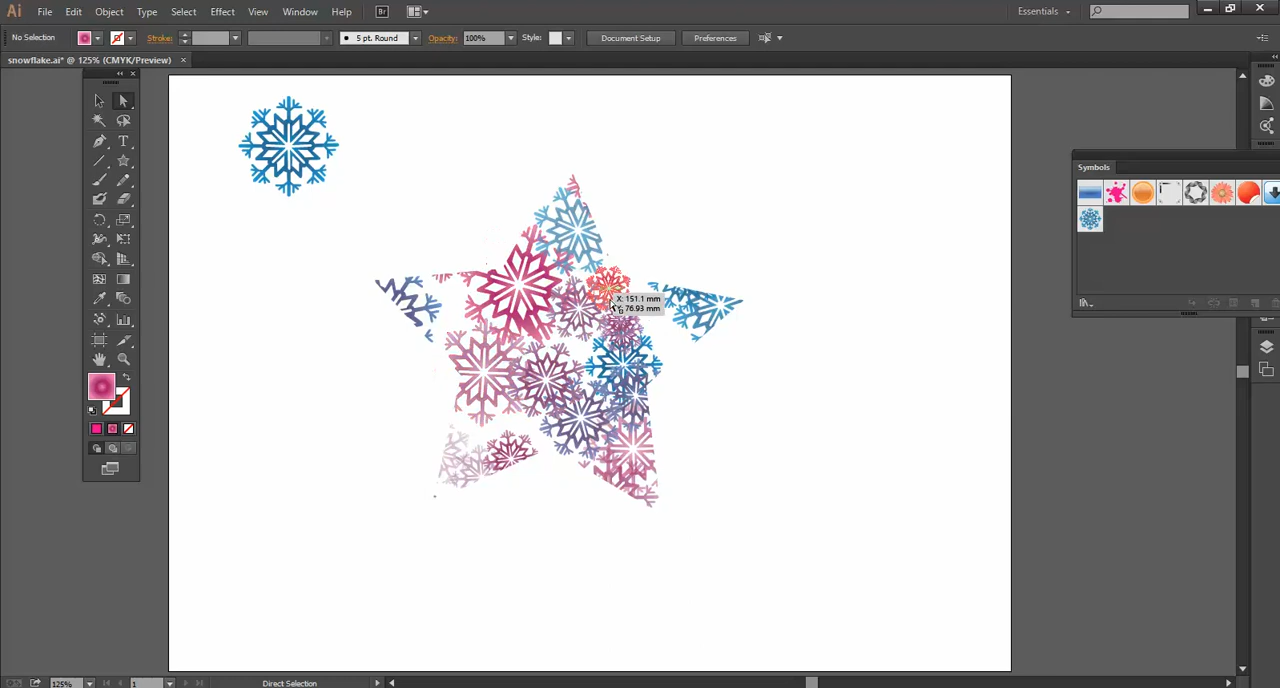 Ai File Edit Object Type Select Effect View Window Help Br Essentials
No Selection Stroke: 5 pt. Round Opacity: 100% Style: Document Setup Preferences
snowflake.ai* @ 125% (CMYK/Preview)
T
Symbols
X: 151.1 mm
Y: 76.93 mm
125% 1 Direct Selection